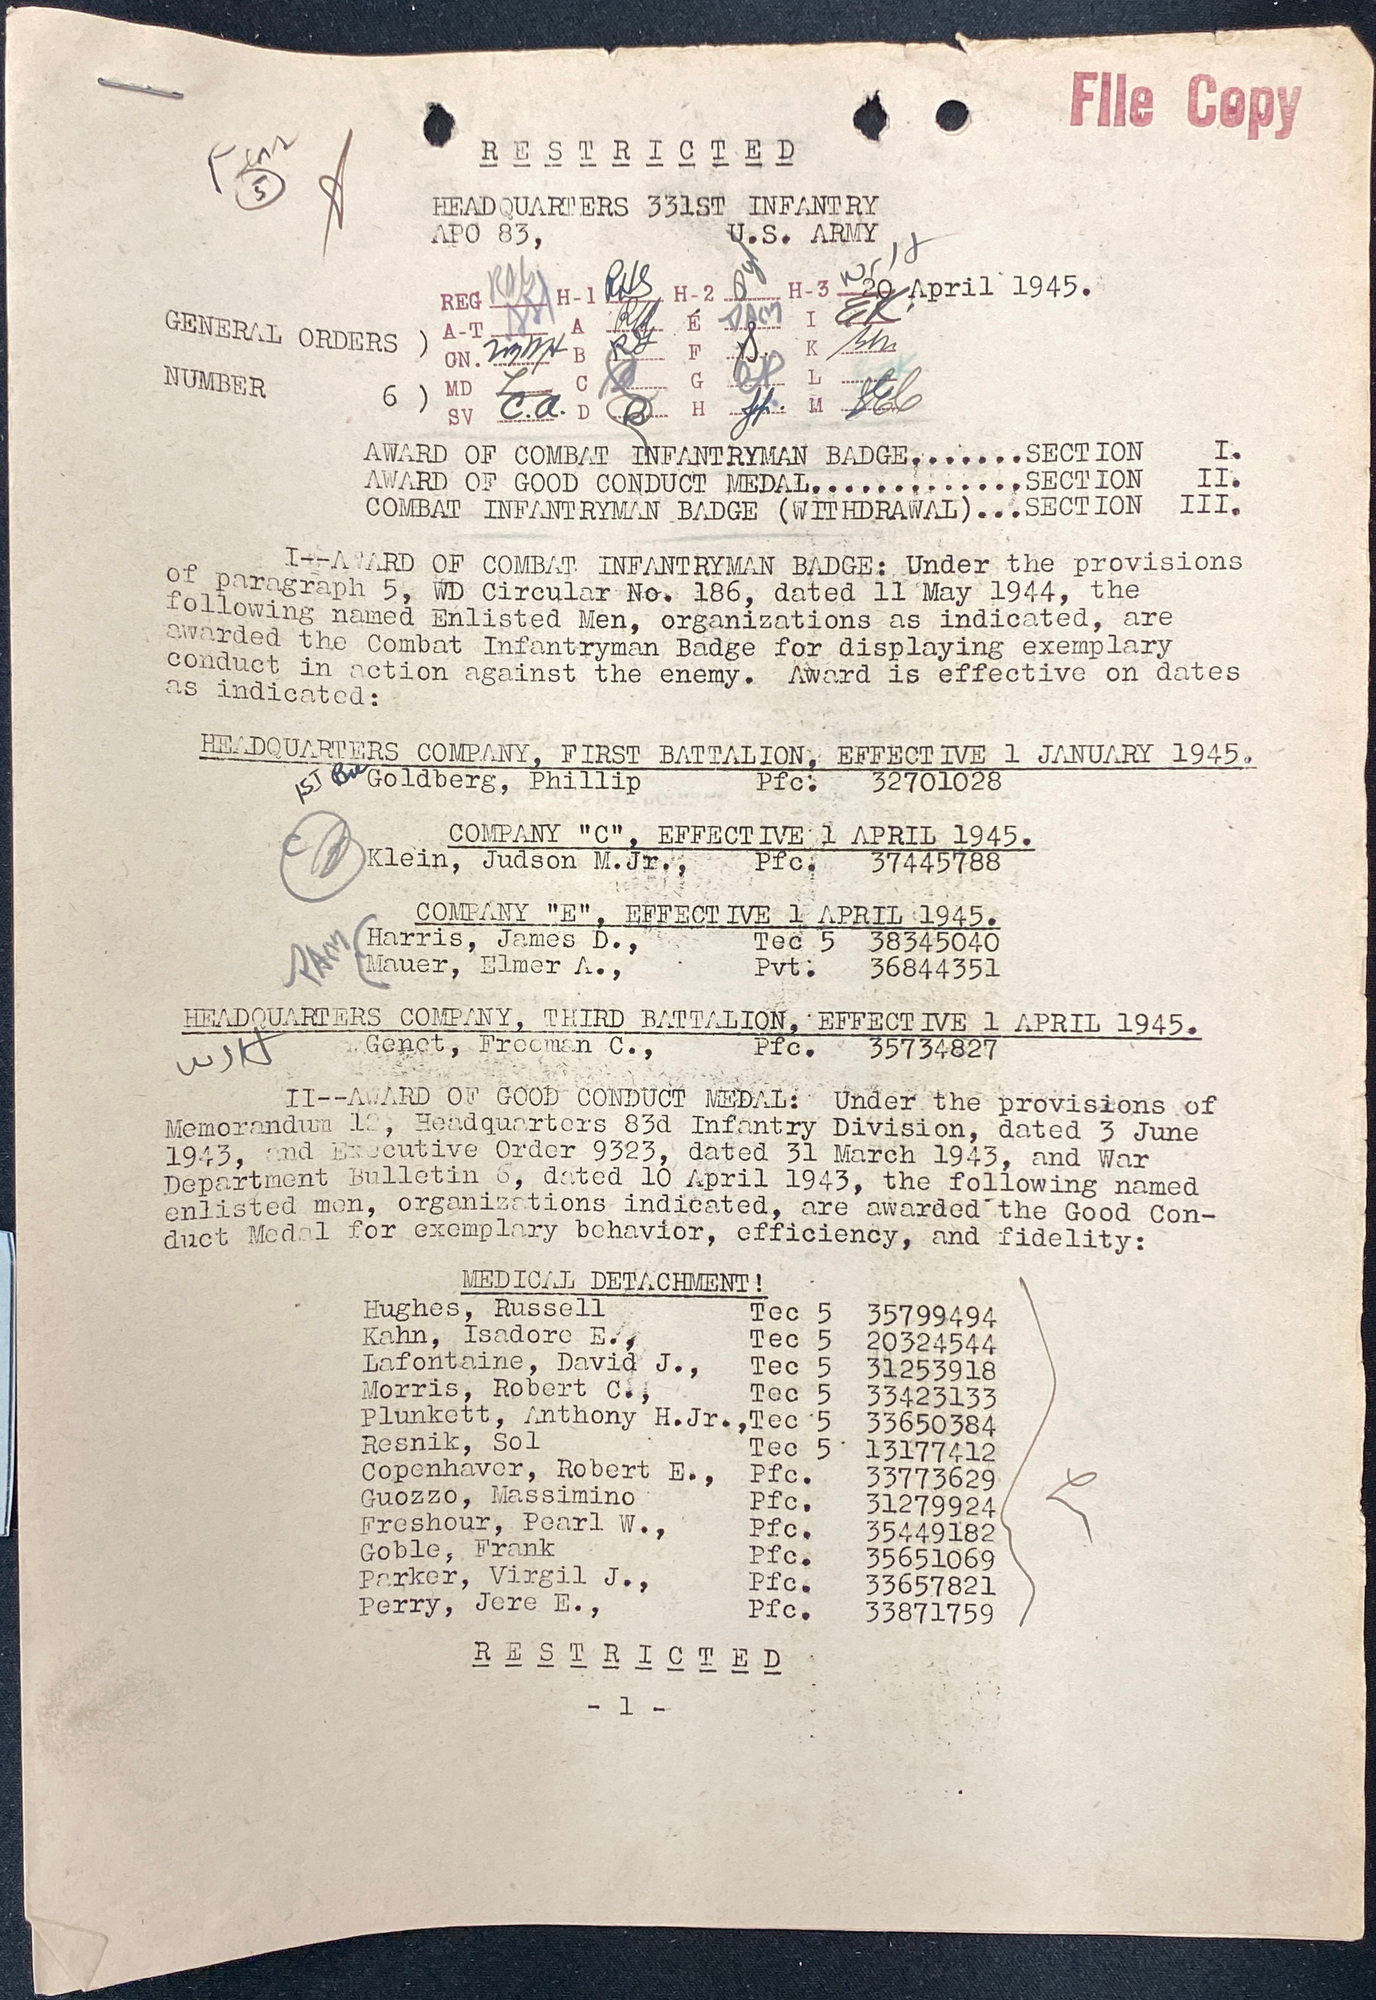 File Copy
R E S T R I C T E D
HEADQUARTERS 331ST INFANTRY
APO 83, U.S. ARMY
20 April 1945.
REG H-1 RHS H-2 H-3
GENERAL ORDERS ) A-T A E RAM I EK
CN. B F K
NUMBER 6 ) MD C G L
SV C.a. D H M
AWARD OF COMBAT INFANTRYMAN BADGE.......SECTION I.
AWARD OF GOOD CONDUCT MEDAL.............SECTION II.
COMBAT INFANTRYMAN BADGE (WITHDRAWAL)...SECTION III.
I--AWARD OF COMBAT INFANTRYMAN BADGE: Under the provisions
of paragraph 5, WD Circular No. 186, dated 11 May 1944, the
following named Enlisted Men, organizations as indicated, are
awarded the Combat Infantryman Badge for displaying exemplary
conduct in action against the enemy. Award is effective on dates
as indicated:
HEADQUARTERS COMPANY, FIRST BATTALION, EFFECTIVE 1 JANUARY 1945.
1ST Bn Goldberg, Phillip Pfc. 32701028
COMPANY "C", EFFECTIVE 1 APRIL 1945.
Klein, Judson M.Jr., Pfc. 37445788
COMPANY "E", EFFECTIVE 1 APRIL 1945.
RAM Harris, James D., Tec 5 38345040
Mauer, Elmer A., Pvt. 36844351
HEADQUARTERS COMPANY, THIRD BATTALION, EFFECTIVE 1 APRIL 1945.
Genet, Freeman C., Pfc. 35734827
II--AWARD OF GOOD CONDUCT MEDAL: Under the provisions of
Memorandum 12, Headquarters 83d Infantry Division, dated 3 June
1943, and Executive Order 9323, dated 31 March 1943, and War
Department Bulletin 6, dated 10 April 1943, the following named
enlisted men, organizations indicated, are awarded the Good Con-
duct Medal for exemplary behavior, efficiency, and fidelity:
MEDICAL DETACHMENT!
Hughes, Russell Tec 5 35799494
Kahn, Isadore E., Tec 5 20324544
Lafontaine, David J., Tec 5 31253918
Morris, Robert C., Tec 5 33423133
Plunkett, Anthony H.Jr., Tec 5 33650384
Resnik, Sol Tec 5 13177412
Copenhaver, Robert E., Pfc. 33773629
Guozzo, Massimino Pfc. 31279924
Freshour, Pearl W., Pfc. 35449182
Goble, Frank Pfc. 35651069
Parker, Virgil J., Pfc. 33657821
Perry, Jere E., Pfc. 33871759
R E S T R I C T E D
- 1 -